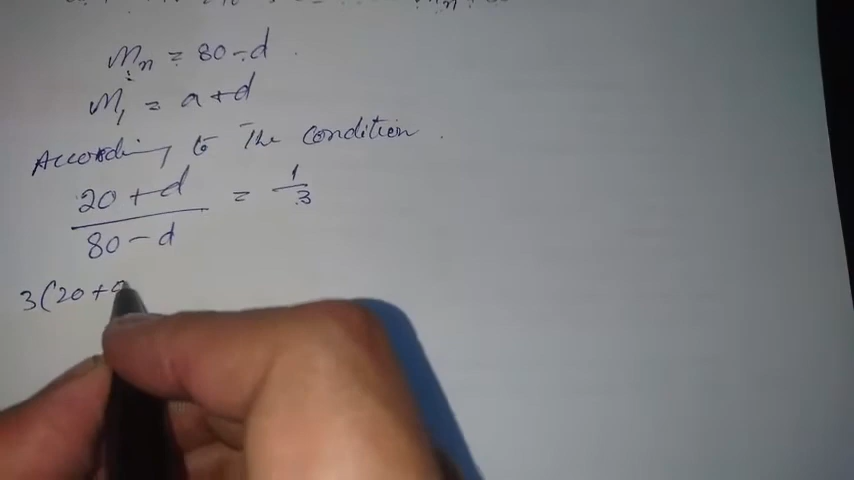 Mn = 80 - d
M1 = a + d
According to The condition.
20 + d / 80 - d = 1/3
3(20 +